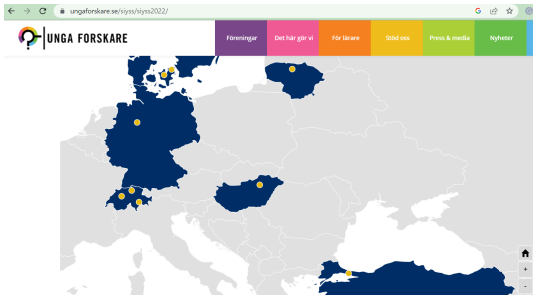 ungaforskare.se/siyss/siyss2022/
UNGA FORSKARE
Föreningar Det här gör vi För lärare Stöd oss Press & media Nyheter
+
-